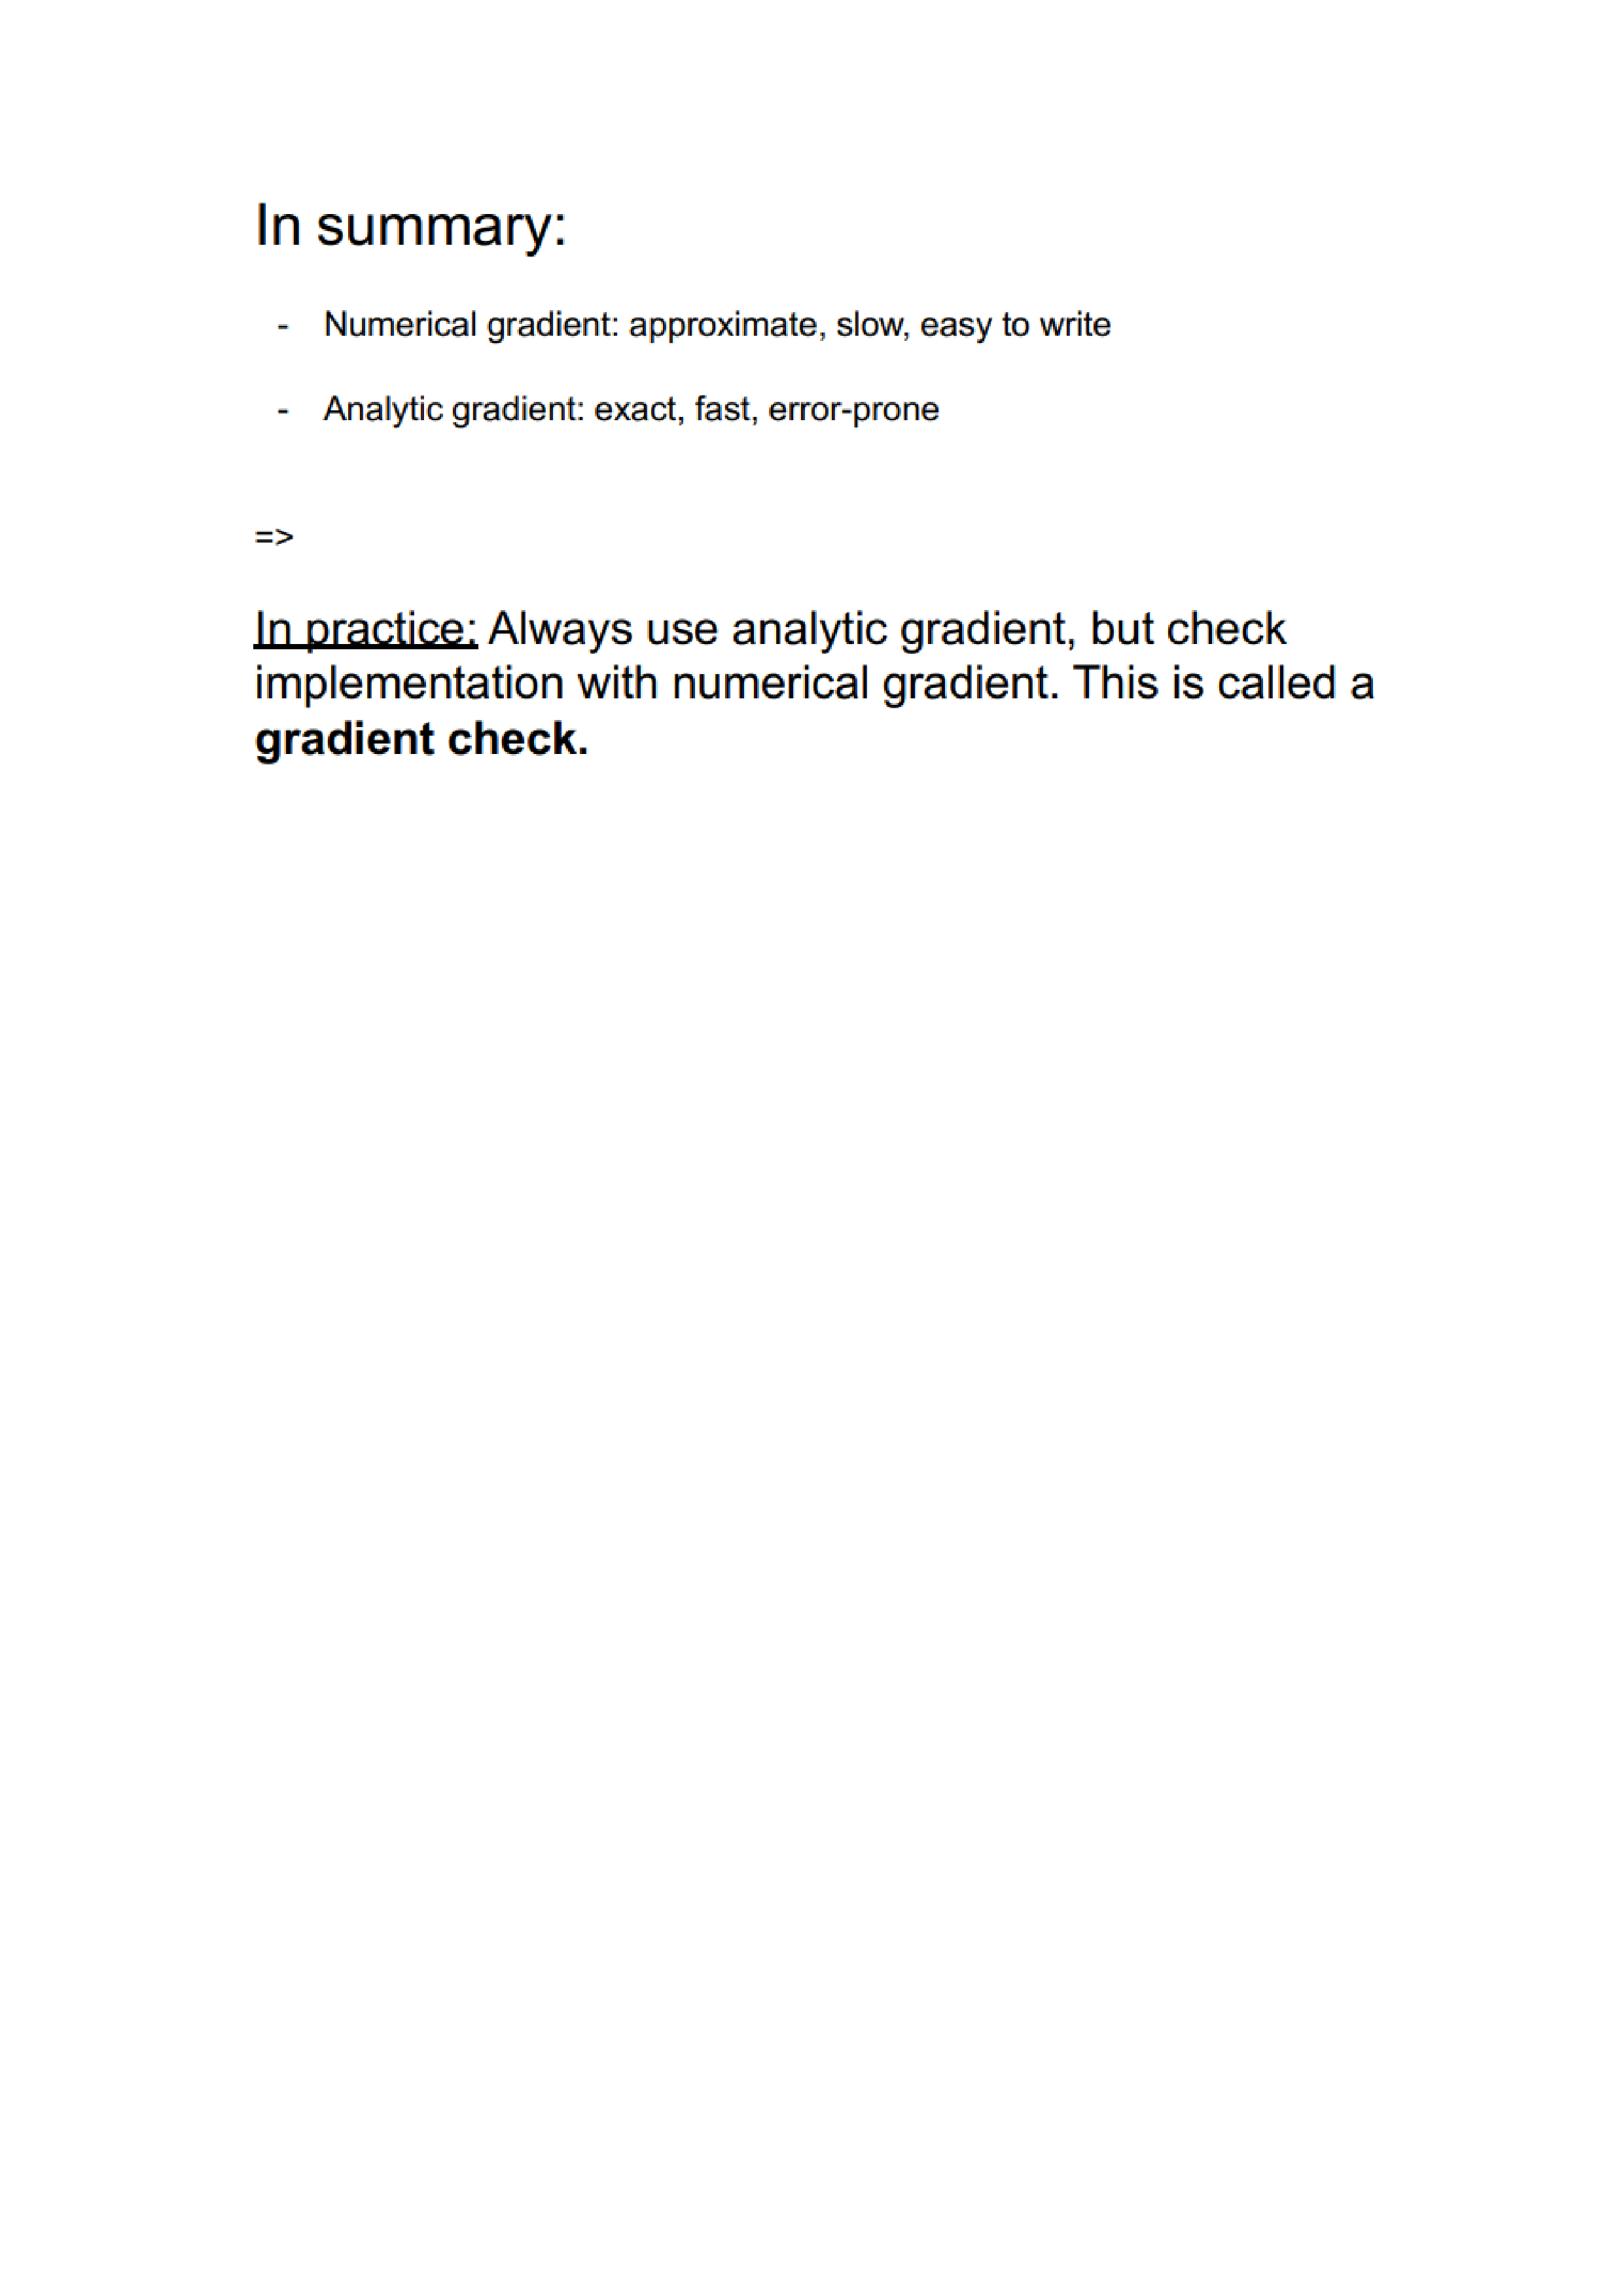 In summary:
- Numerical gradient: approximate, slow, easy to write
- Analytic gradient: exact, fast, error-prone
=>
In practice: Always use analytic gradient, but check
implementation with numerical gradient. This is called a
gradient check.